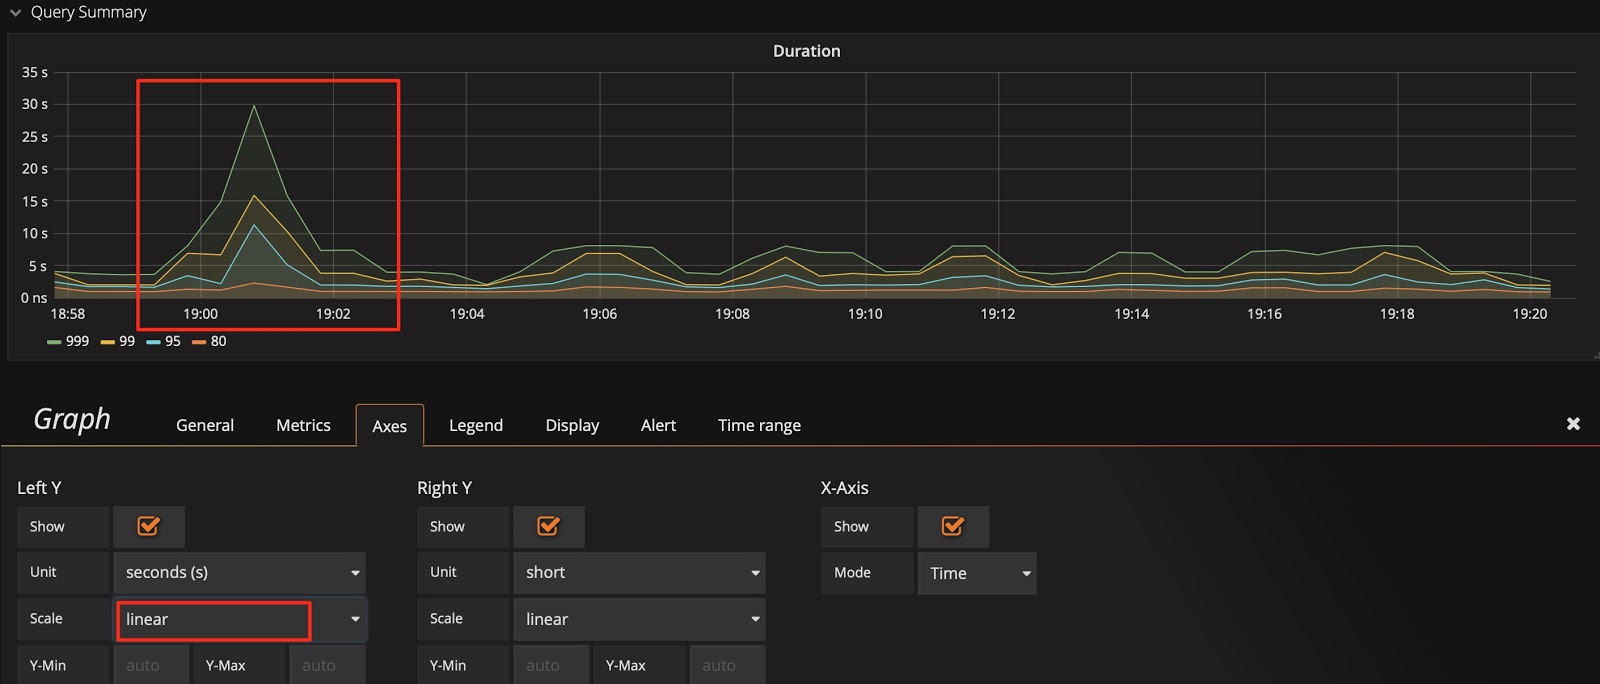 Query Summary
Duration
35 s
30 s
25 s
20 s
15 s
10 s
5 s
0 ns
18:58 19:00 19:02 19:04 19:06 19:08 19:10 19:12 19:14 19:16 19:18 19:20
999 99 95 80
Graph General Metrics Axes Legend Display Alert Time range
Left Y Right Y X-Axis
Show Show Show
Unit seconds (s) Unit short Mode Time
Scale linear Scale linear
Y-Min auto Y-Max auto Y-Min auto Y-Max auto